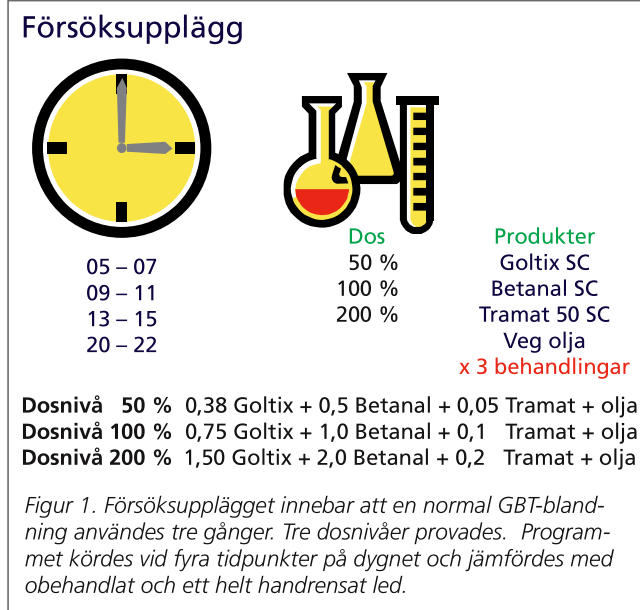 Försöksupplägg
05 – 07
09 – 11
13 – 15
20 – 22
Dos
50 %
100 %
200 %
Produkter
Goltix SC
Betanal SC
Tramat 50 SC
Veg olja
x 3 behandlingar
Dosnivå 50 % 0,38 Goltix + 0,5 Betanal + 0,05 Tramat + olja
Dosnivå 100 % 0,75 Goltix + 1,0 Betanal + 0,1 Tramat + olja
Dosnivå 200 % 1,50 Goltix + 2,0 Betanal + 0,2 Tramat + olja
Figur 1. Försöksupplägget innebar att en normal GBT-bland-
ning användes tre gånger. Tre dosnivåer provades. Program-
met kördes vid fyra tidpunkter på dygnet och jämfördes med
obehandlat och ett helt handrensat led.